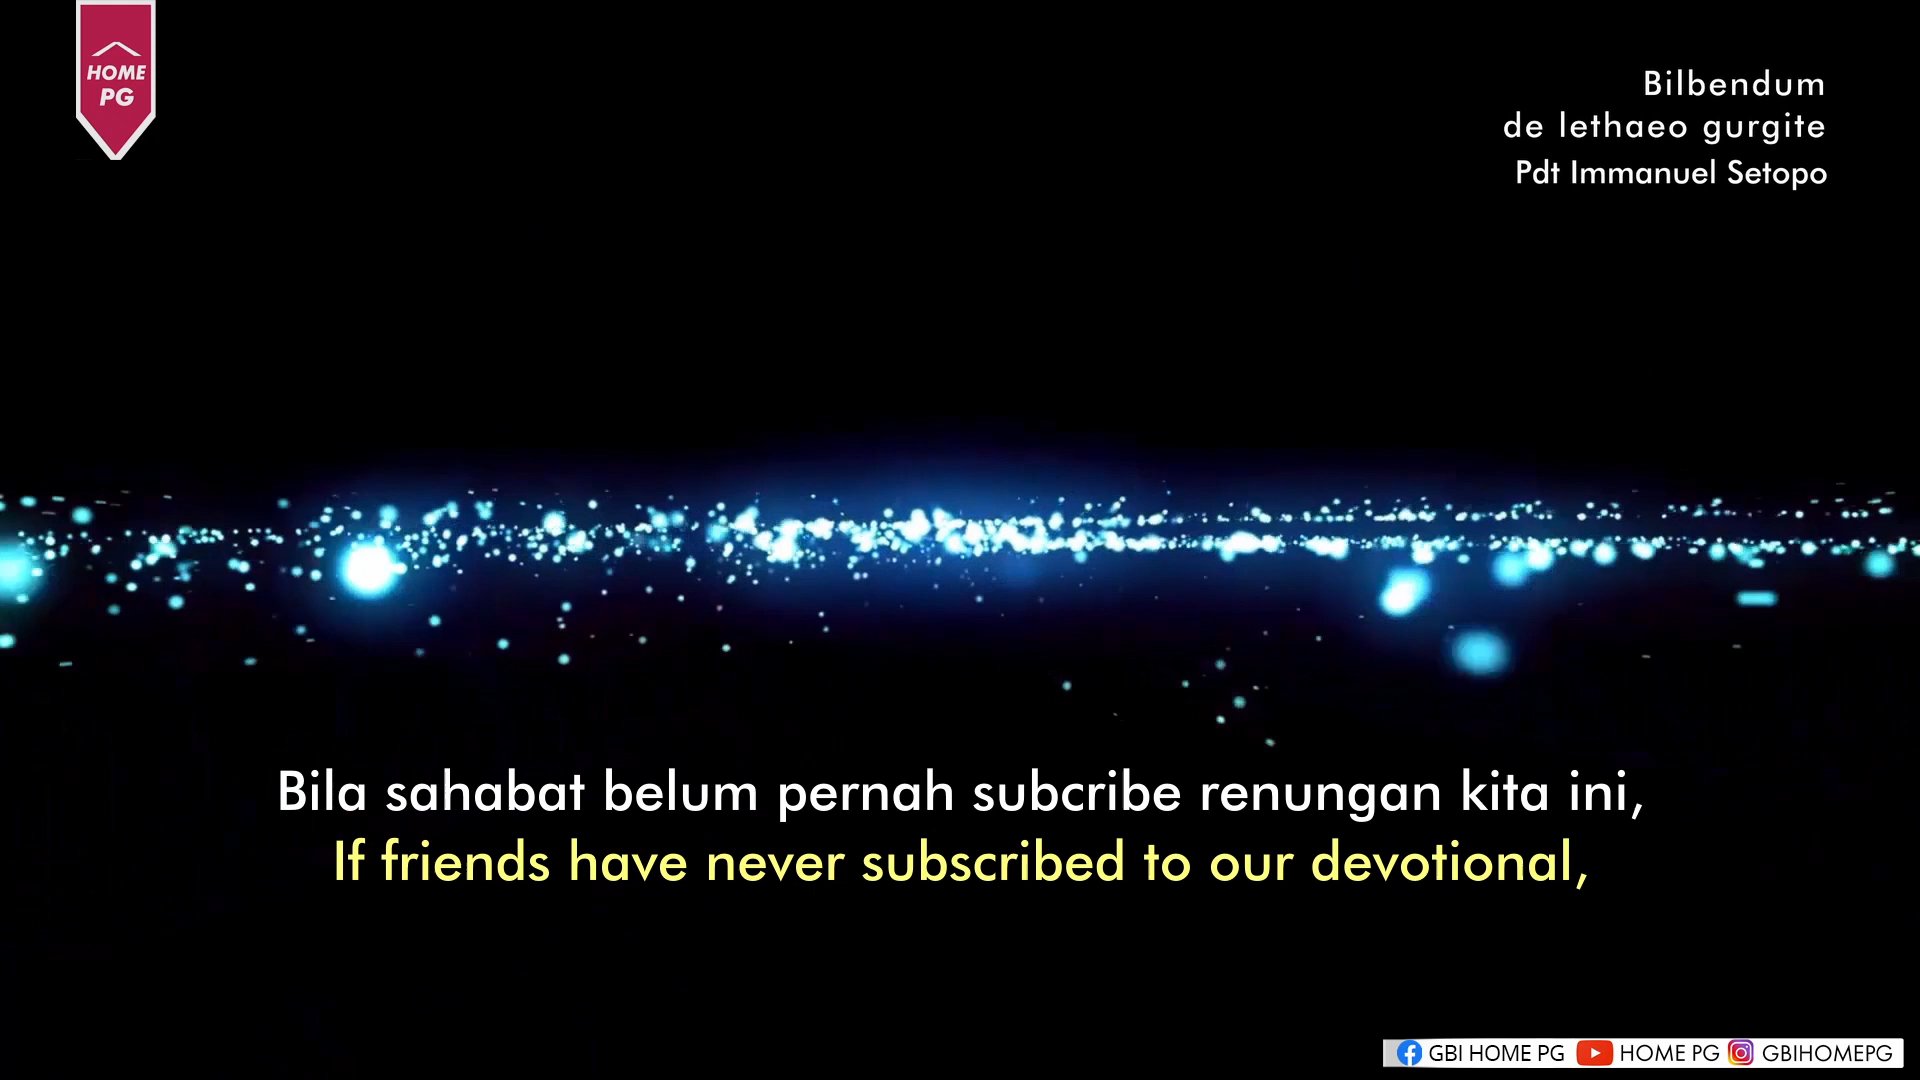 HOME
PG
Bilbendum
de lethaeo gurgite
Pdt Immanuel Setopo
Bila sahabat belum pernah subcribe renungan kita ini,
If friends have never subscribed to our devotional,
GBI HOME PG HOME PG GBIHOMEPG